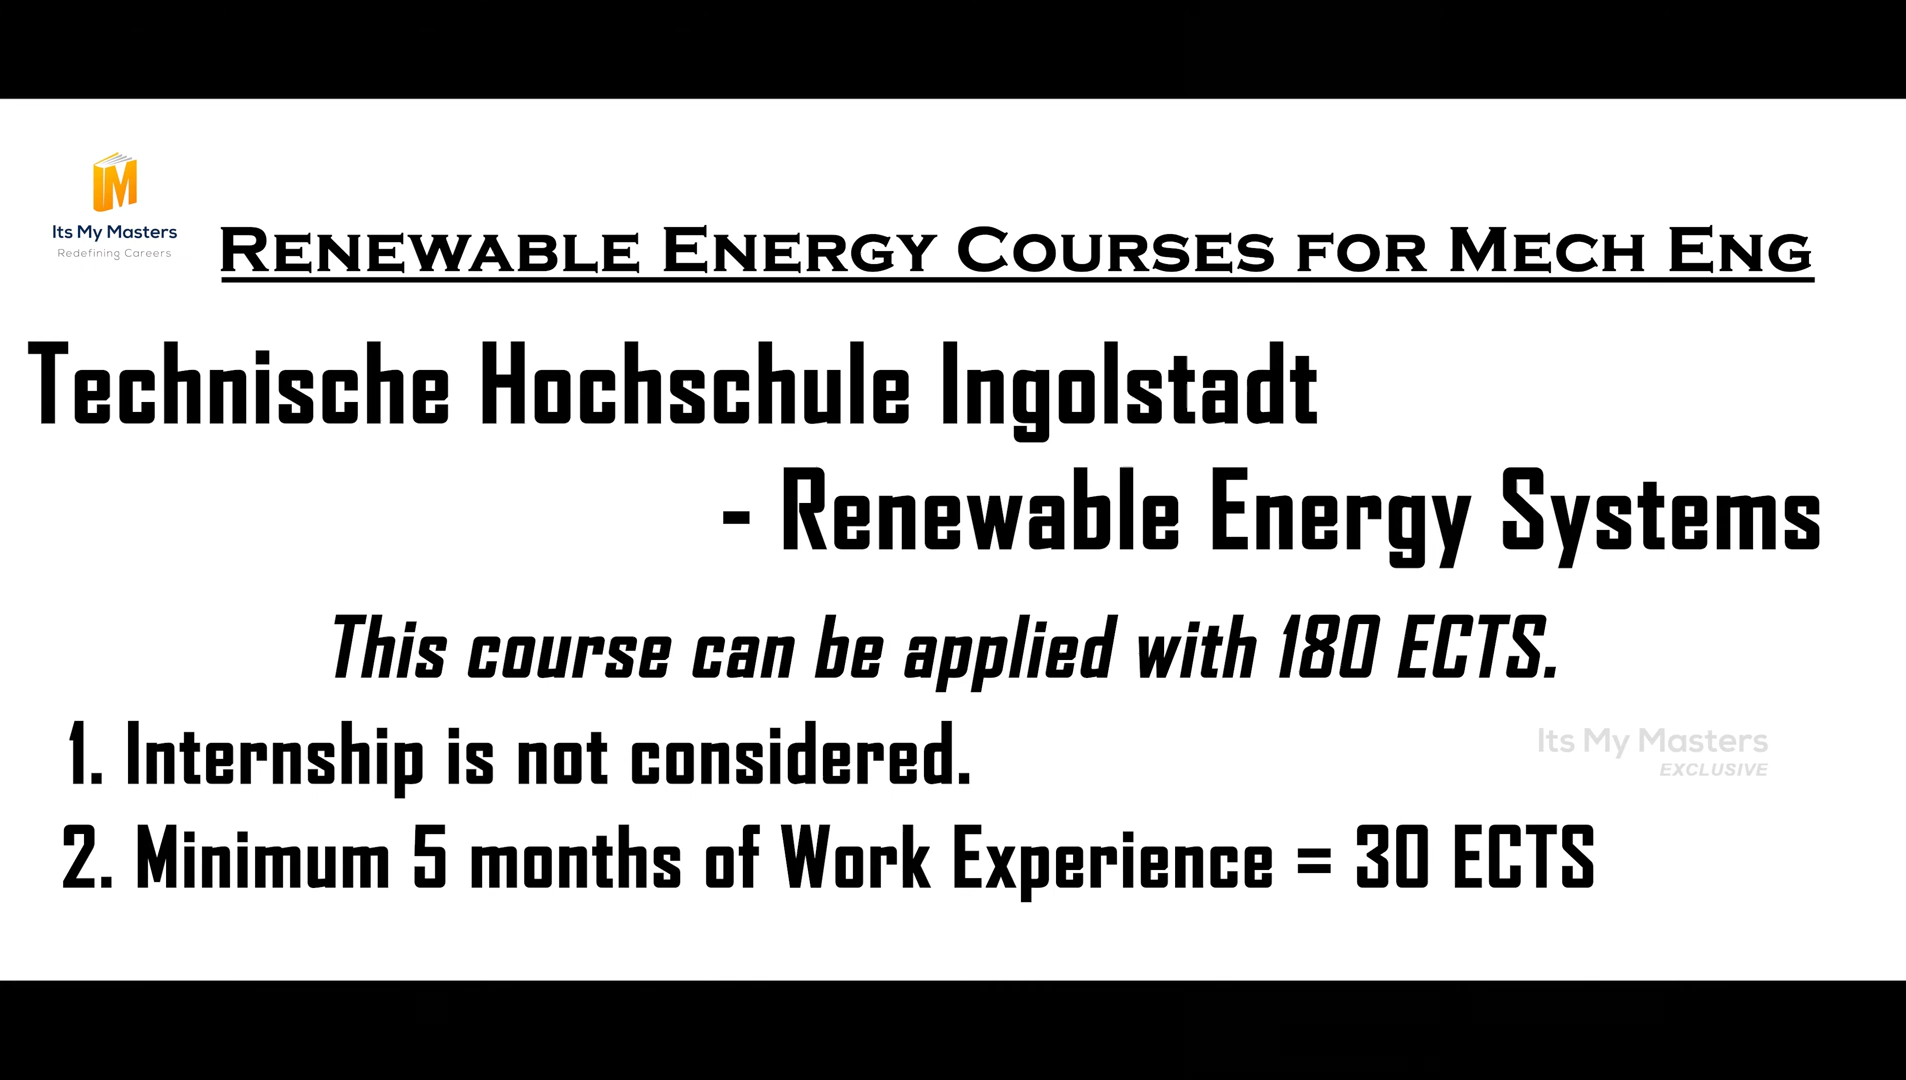 Its My Masters
Redefining Careers
RENEWABLE ENERGY COURSES FOR MECH ENG
Technische Hochschule Ingolstadt
- Renewable Energy Systems
This course can be applied with 180 ECTS.
1. Internship is not considered.
Its My Masters
EXCLUSIVE
2. Minimum 5 months of Work Experience = 30 ECTS